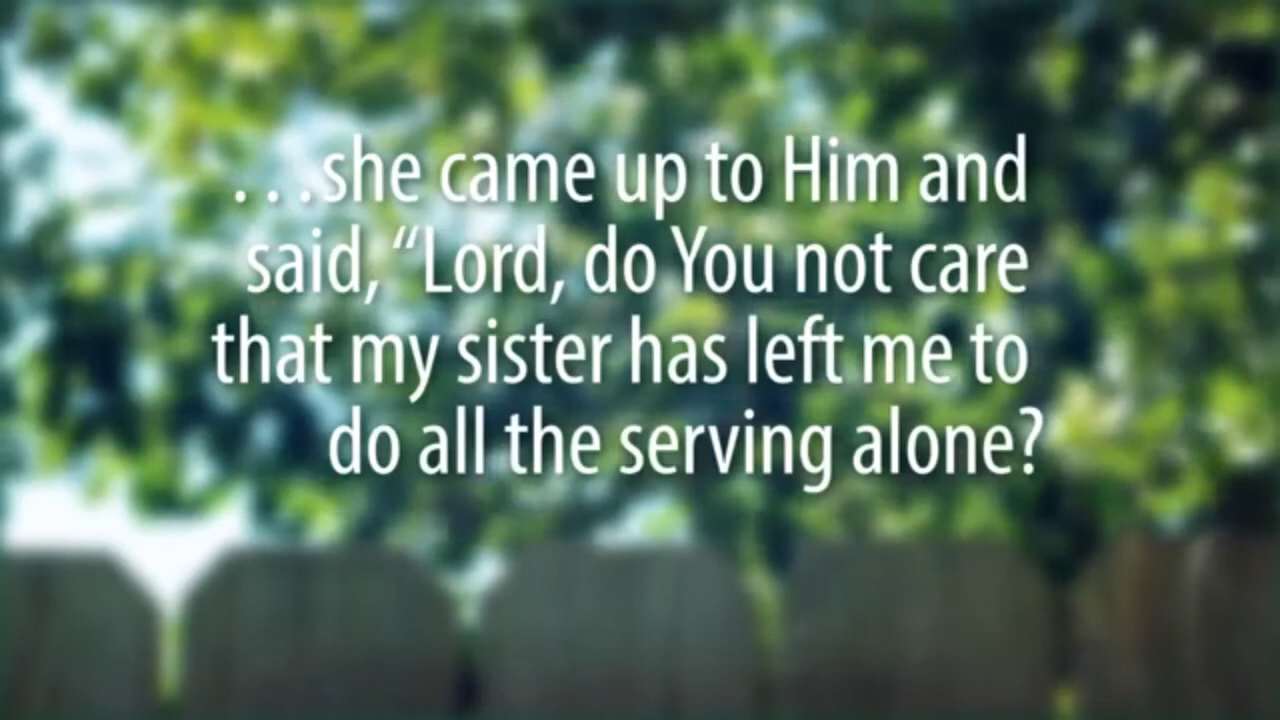 . . .she came up to Him and
said, “Lord, do You not care
that my sister has left me to
do all the serving alone?